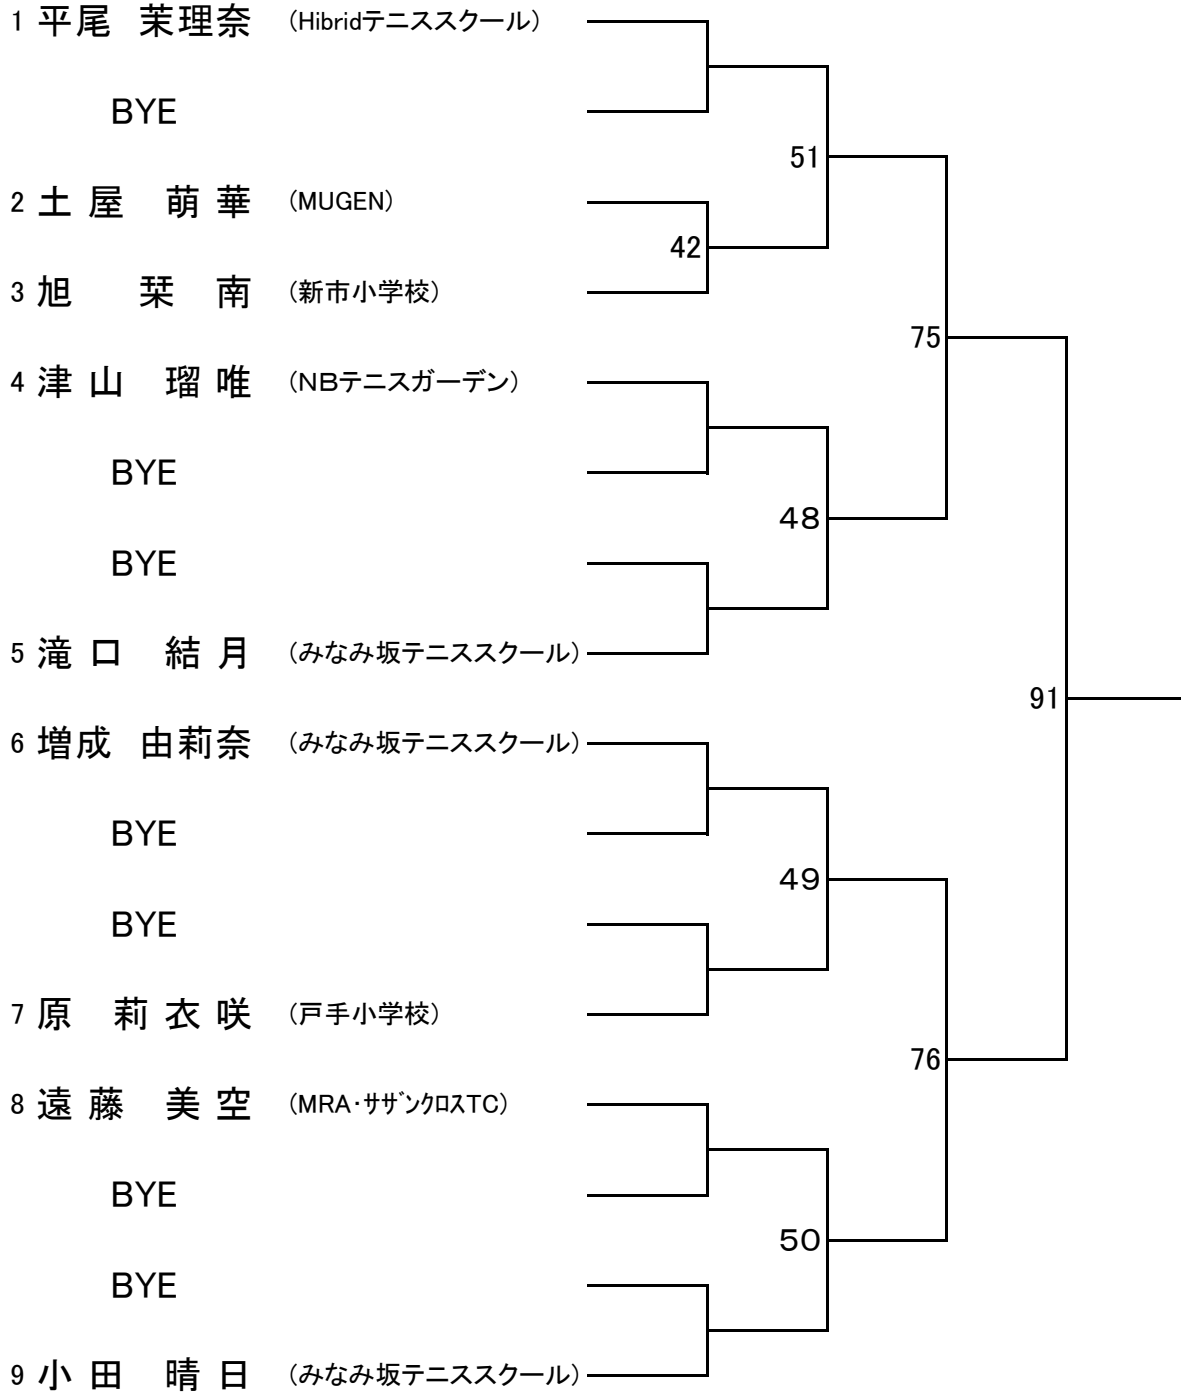 1 平尾 茉理奈 (Hibridテニススクール)
BYE
51
2 土屋 萌華 (MUGEN)
42
3 旭 栞南 (新市小学校)
75
4 津山 瑠唯 (NBテニスガーデン)
BYE
48
BYE
5 滝口 結月 (みなみ坂テニススクール)
91
6 増成 由莉奈 (みなみ坂テニススクール)
BYE
49
BYE
7 原 莉衣咲 (戸手小学校)
76
8 遠藤 美空 (MRA・ｻｻﾞﾝｸﾛｽTC)
BYE
50
BYE
9 小田 晴日 (みなみ坂テニススクール)